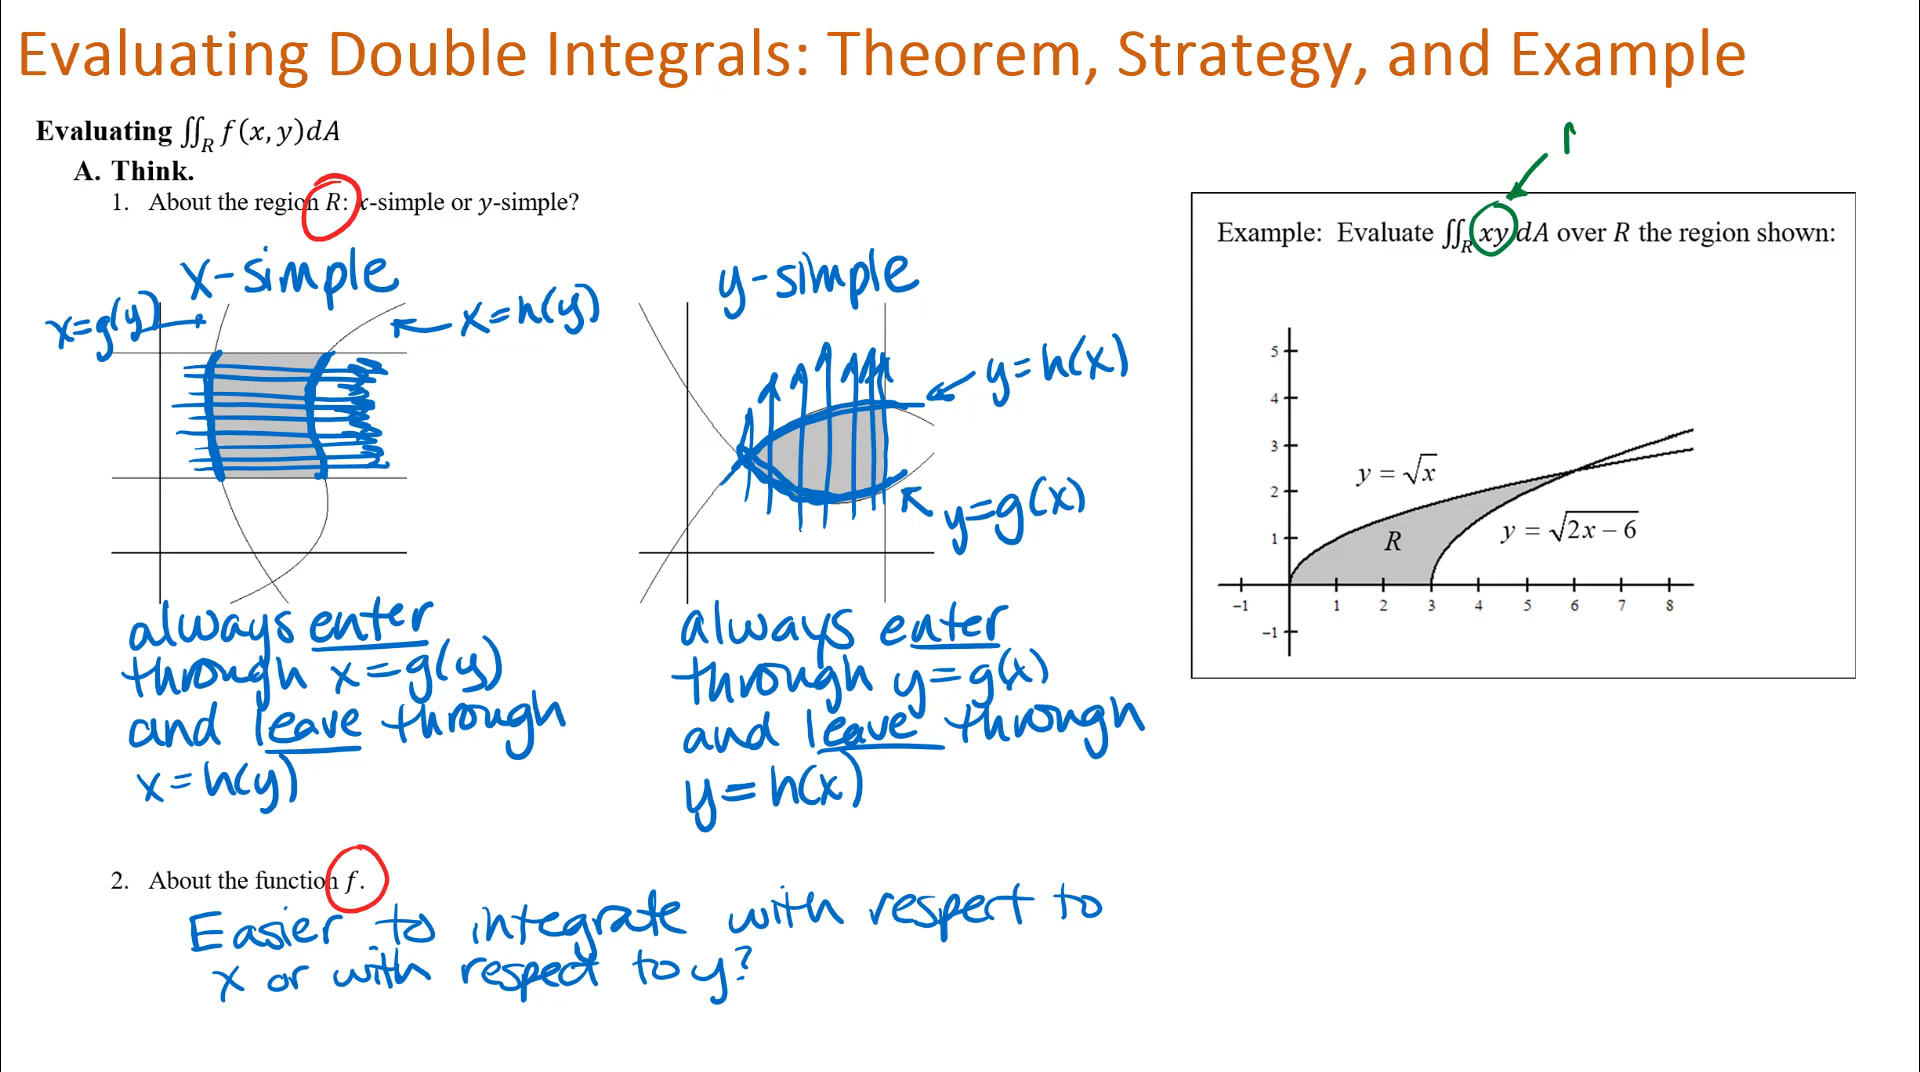 Evaluating Double Integrals: Theorem, Strategy, and Example
Evaluating ∬_R f(x, y)dA
A. Think.
1. About the region R: x-simple or y-simple?
x-simple
x=g(y)
x=h(y)
always enter
through x=g(y)
and leave through
x=h(y)
y-simple
y=h(x)
y=g(x)
always enter
through y=g(x)
and leave through
y=h(x)
2. About the function f.
Easier to integrate with respect to
x or with respect to y?
Example: Evaluate ∬_R xy dA over R the region shown:
5
4
3
2
1
-1
y = √x
y = √2x − 6
R
-1 1 2 3 4 5 6 7 8